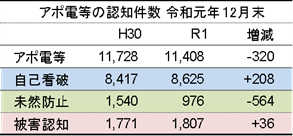 アポ電等の認知件数 令和元年12月末
H30 R1 増減
アポ電等 11,728 11,408 -320
自己看破 8,417 8,625 +208
未然防止 1,540 976 -564
被害認知 1,771 1,807 +36